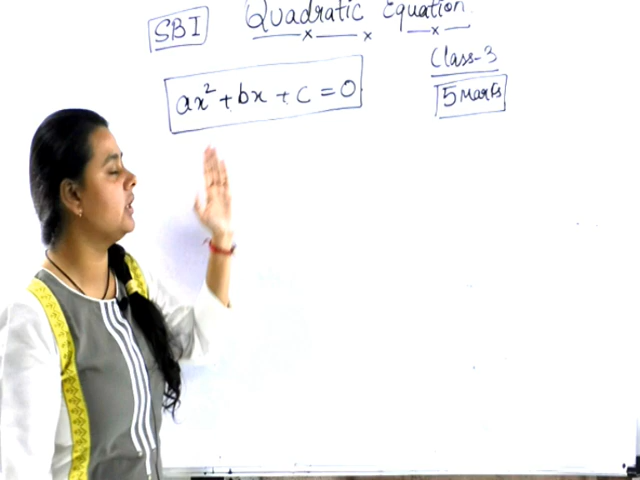 SBI
Quadratic Equation
Class-3
5 Marks
ax² + bx + c = 0